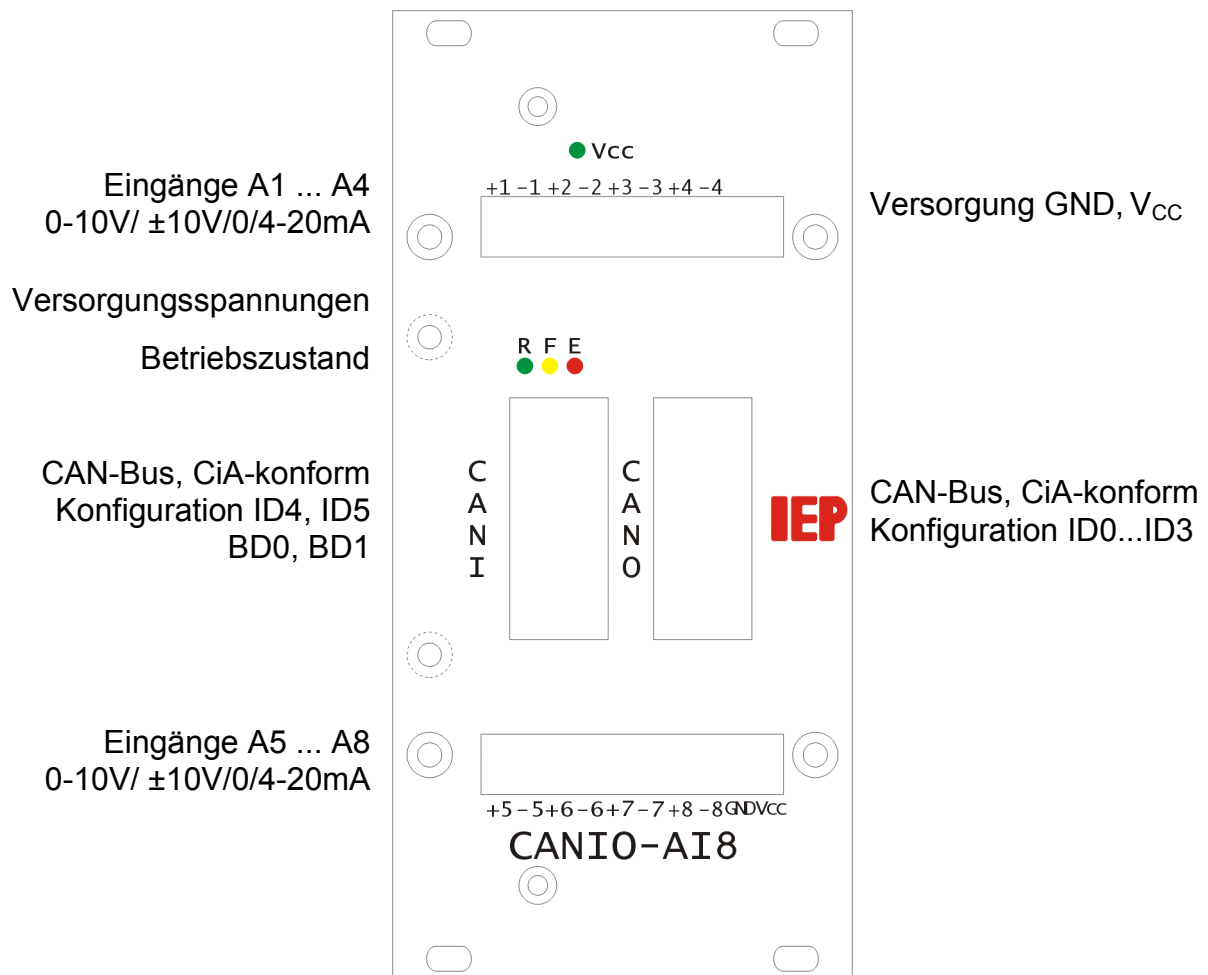 Vcc
Eingänge A1 ... A4
0-10V/ ±10V/0/4-20mA
+1 -1 +2 -2 +3 -3 +4 -4
Versorgung GND, VCC
Versorgungsspannungen
Betriebszustand
R F E
CAN-Bus, CiA-konform
Konfiguration ID4, ID5
BD0, BD1
CANI
CANO
IEP
CAN-Bus, CiA-konform
Konfiguration ID0...ID3
Eingänge A5 ... A8
0-10V/ ±10V/0/4-20mA
+5 -5 +6 -6 +7 -7 +8 -8 GND Vcc
CANIO-AI8